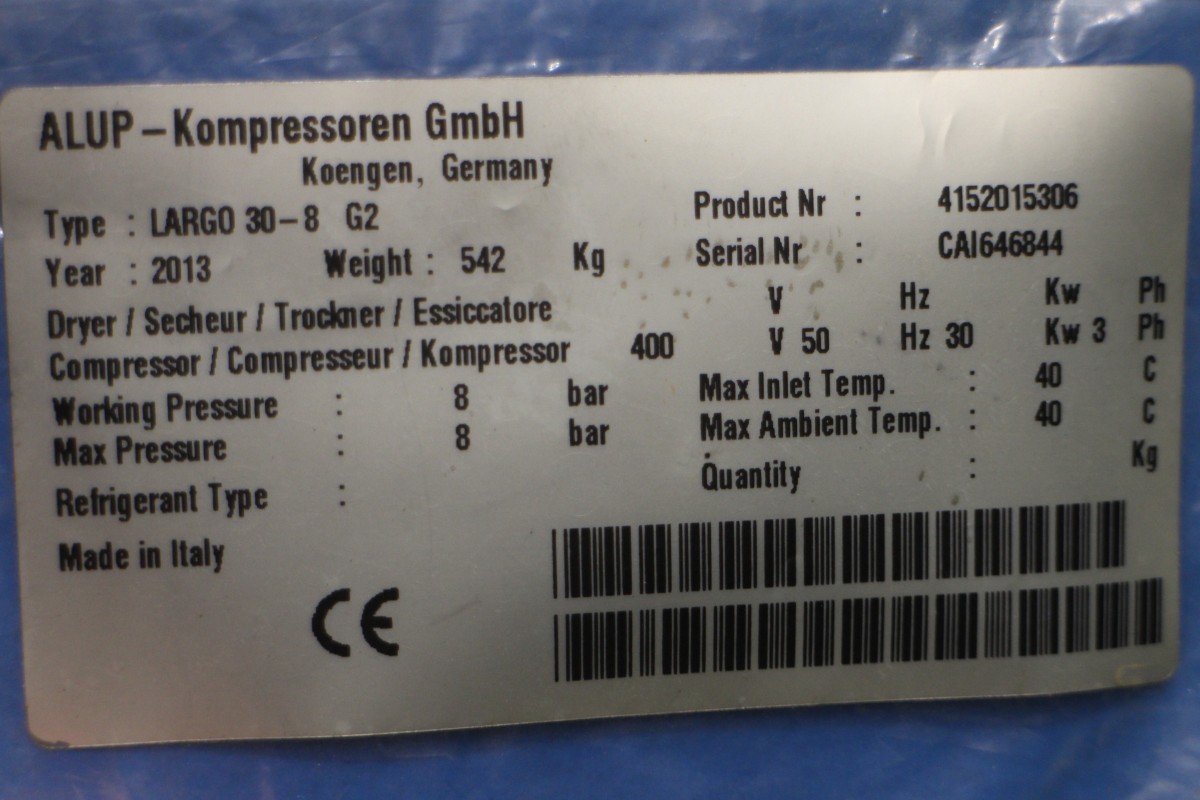 ALUP-Kompressoren GmbH
Koengen, Germany
Type : LARGO 30-8 G2
Product Nr : 4152015306
Year : 2013 Weight : 542 Kg
Serial Nr : CAI646844
Dryer / Secheur / Trockner / Essiccatore V Hz Kw Ph
Compressor / Compresseur / Kompressor 400 V 50 Hz 30 Kw 3 Ph
Working Pressure : 8 bar
Max Inlet Temp. : 40 C
Max Pressure : 8 bar
Max Ambient Temp. : 40 C
Refrigerant Type :
Quantity : Kg
Made in Italy
CE